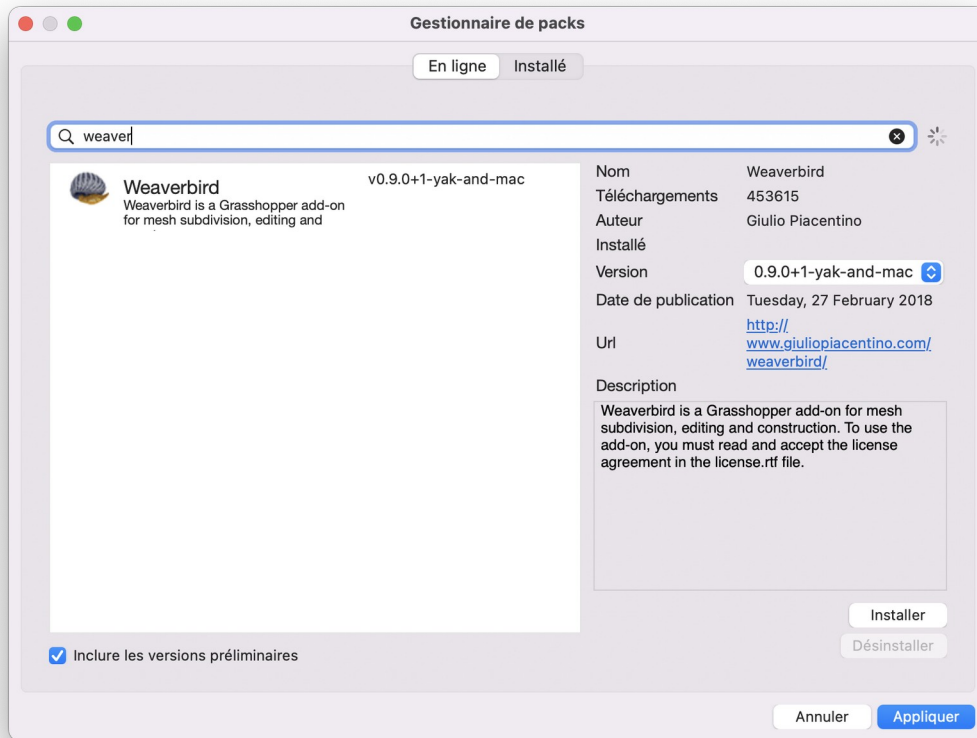 Gestionnaire de packs
En ligne
Installé
weaver
Weaverbird
v0.9.0+1-yak-and-mac
Weaverbird is a Grasshopper add-on
for mesh subdivision, editing and
Nom
Weaverbird
Téléchargements
453615
Auteur
Giulio Piacentino
Installé
Version
0.9.0+1-yak-and-mac
Date de publication
Tuesday, 27 February 2018
Url
http://
www.giuliopiacentino.com/
weaverbird/
Description
Weaverbird is a Grasshopper add-on for mesh
subdivision, editing and construction. To use the
add-on, you must read and accept the license
agreement in the license.rtf file.
Installer
Désinstaller
Inclure les versions préliminaires
Annuler
Appliquer